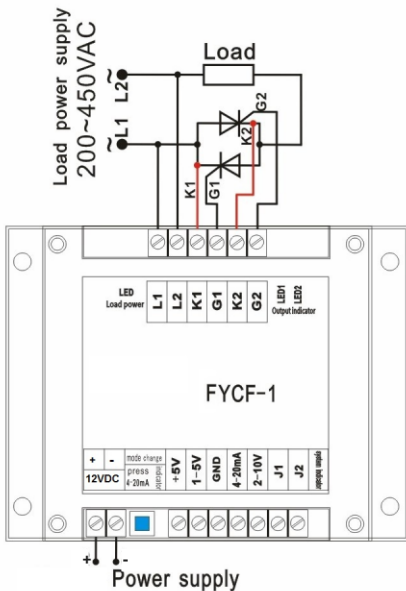 Load power supply
200~450VAC
~ L2
~ L1
Load
G2
K2
K1
G1
LED
Load power
L1
L2
K1
G1
K2
G2
LED1
LED2
Output indicator
FYCF-1
+
-
12VDC
mode change
press
4-20mA
indicator
+5V
1-5V
GND
4-20mA
2-10V
J1
J2
system indicator
+
-
Power supply